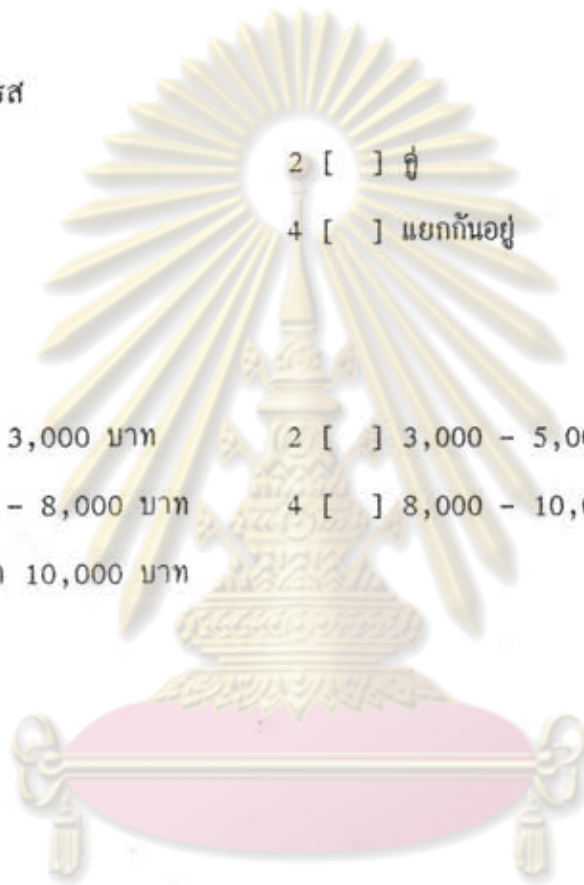 รส
2 [ ] คู่
4 [ ] แยกกันอยู่
3,000 บาท 2 [ ] 3,000 - 5,00
- 8,000 บาท 4 [ ] 8,000 - 10,0
10,000 บาท